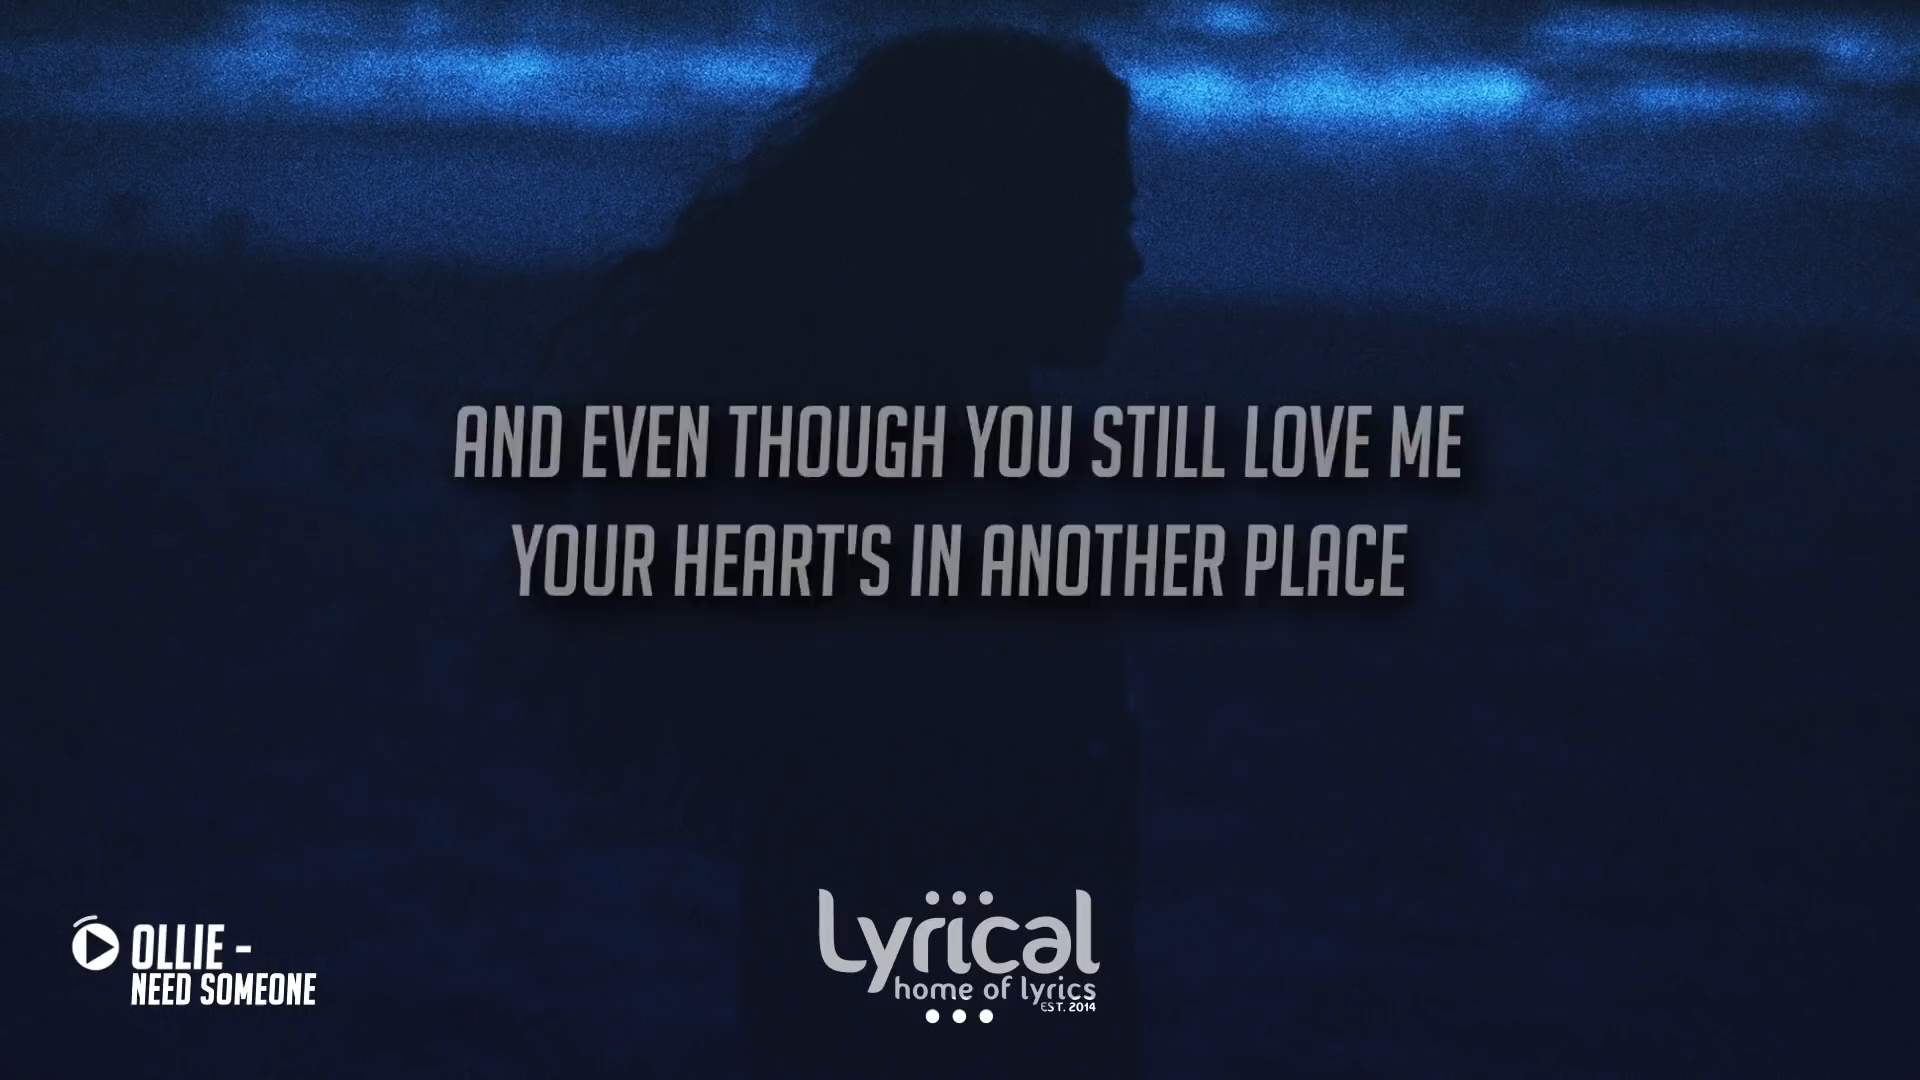 AND EVEN THOUGH YOU STILL LOVE ME
YOUR HEART'S IN ANOTHER PLACE
OLLIE -
NEED SOMEONE
Lyrical
home of lyrics
EST. 2014